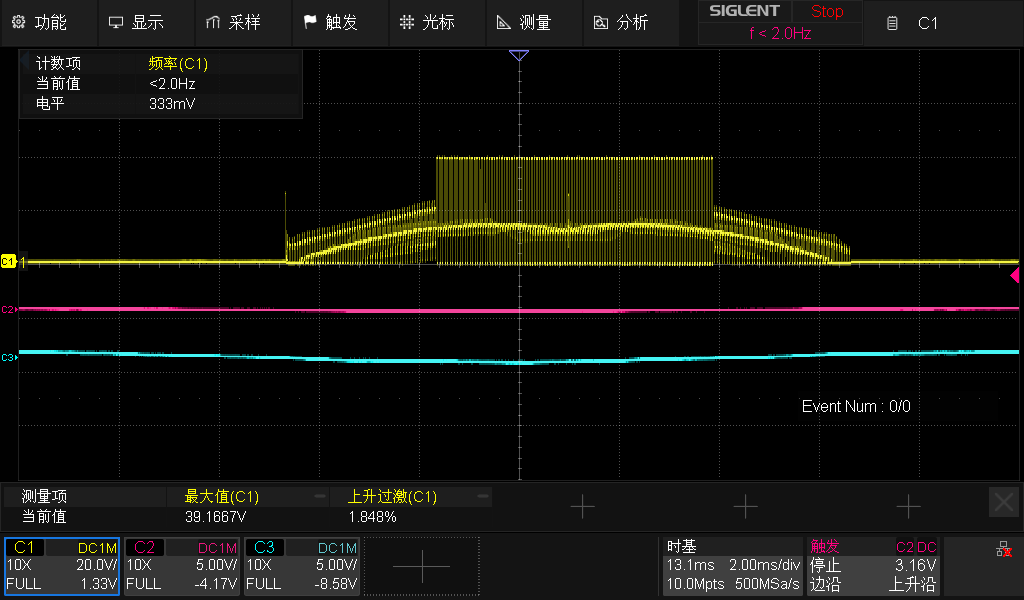 功能 显示 采样 触发 光标 测量 分析 SIGLENT Stop C1
f < 2.0Hz
计数项 频率(C1)
当前值 <2.0Hz
电平 333mV
C1 1
C2
C3
Event Num : 0/0
测量项 最大值(C1) 上升过激(C1)
当前值 39.1667V 1.848%
C1 DC1M C2 DC1M C3 DC1M 时基 触发 C2 DC
10X 20.0V/ 10X 5.00V/ 10X 5.00V/ 13.1ms 2.00ms/div 停止 3.16V
FULL 1.33V FULL -4.17V FULL -8.58V 10.0Mpts 500MSa/s 边沿 上升沿